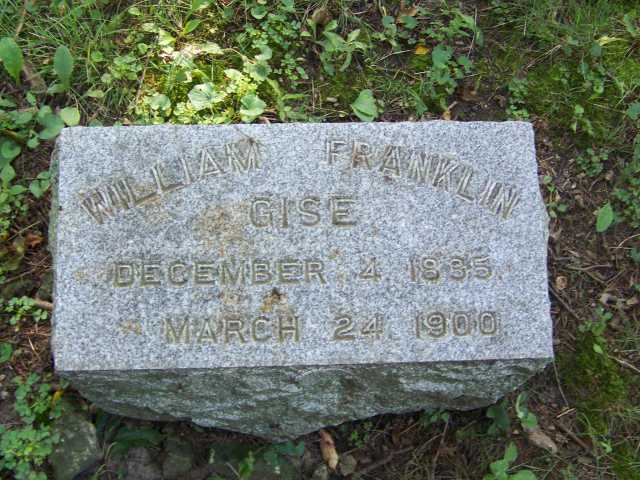 WILLIAM FRANKLIN
GISE
DECEMBER 4 1835
MARCH 24 1900